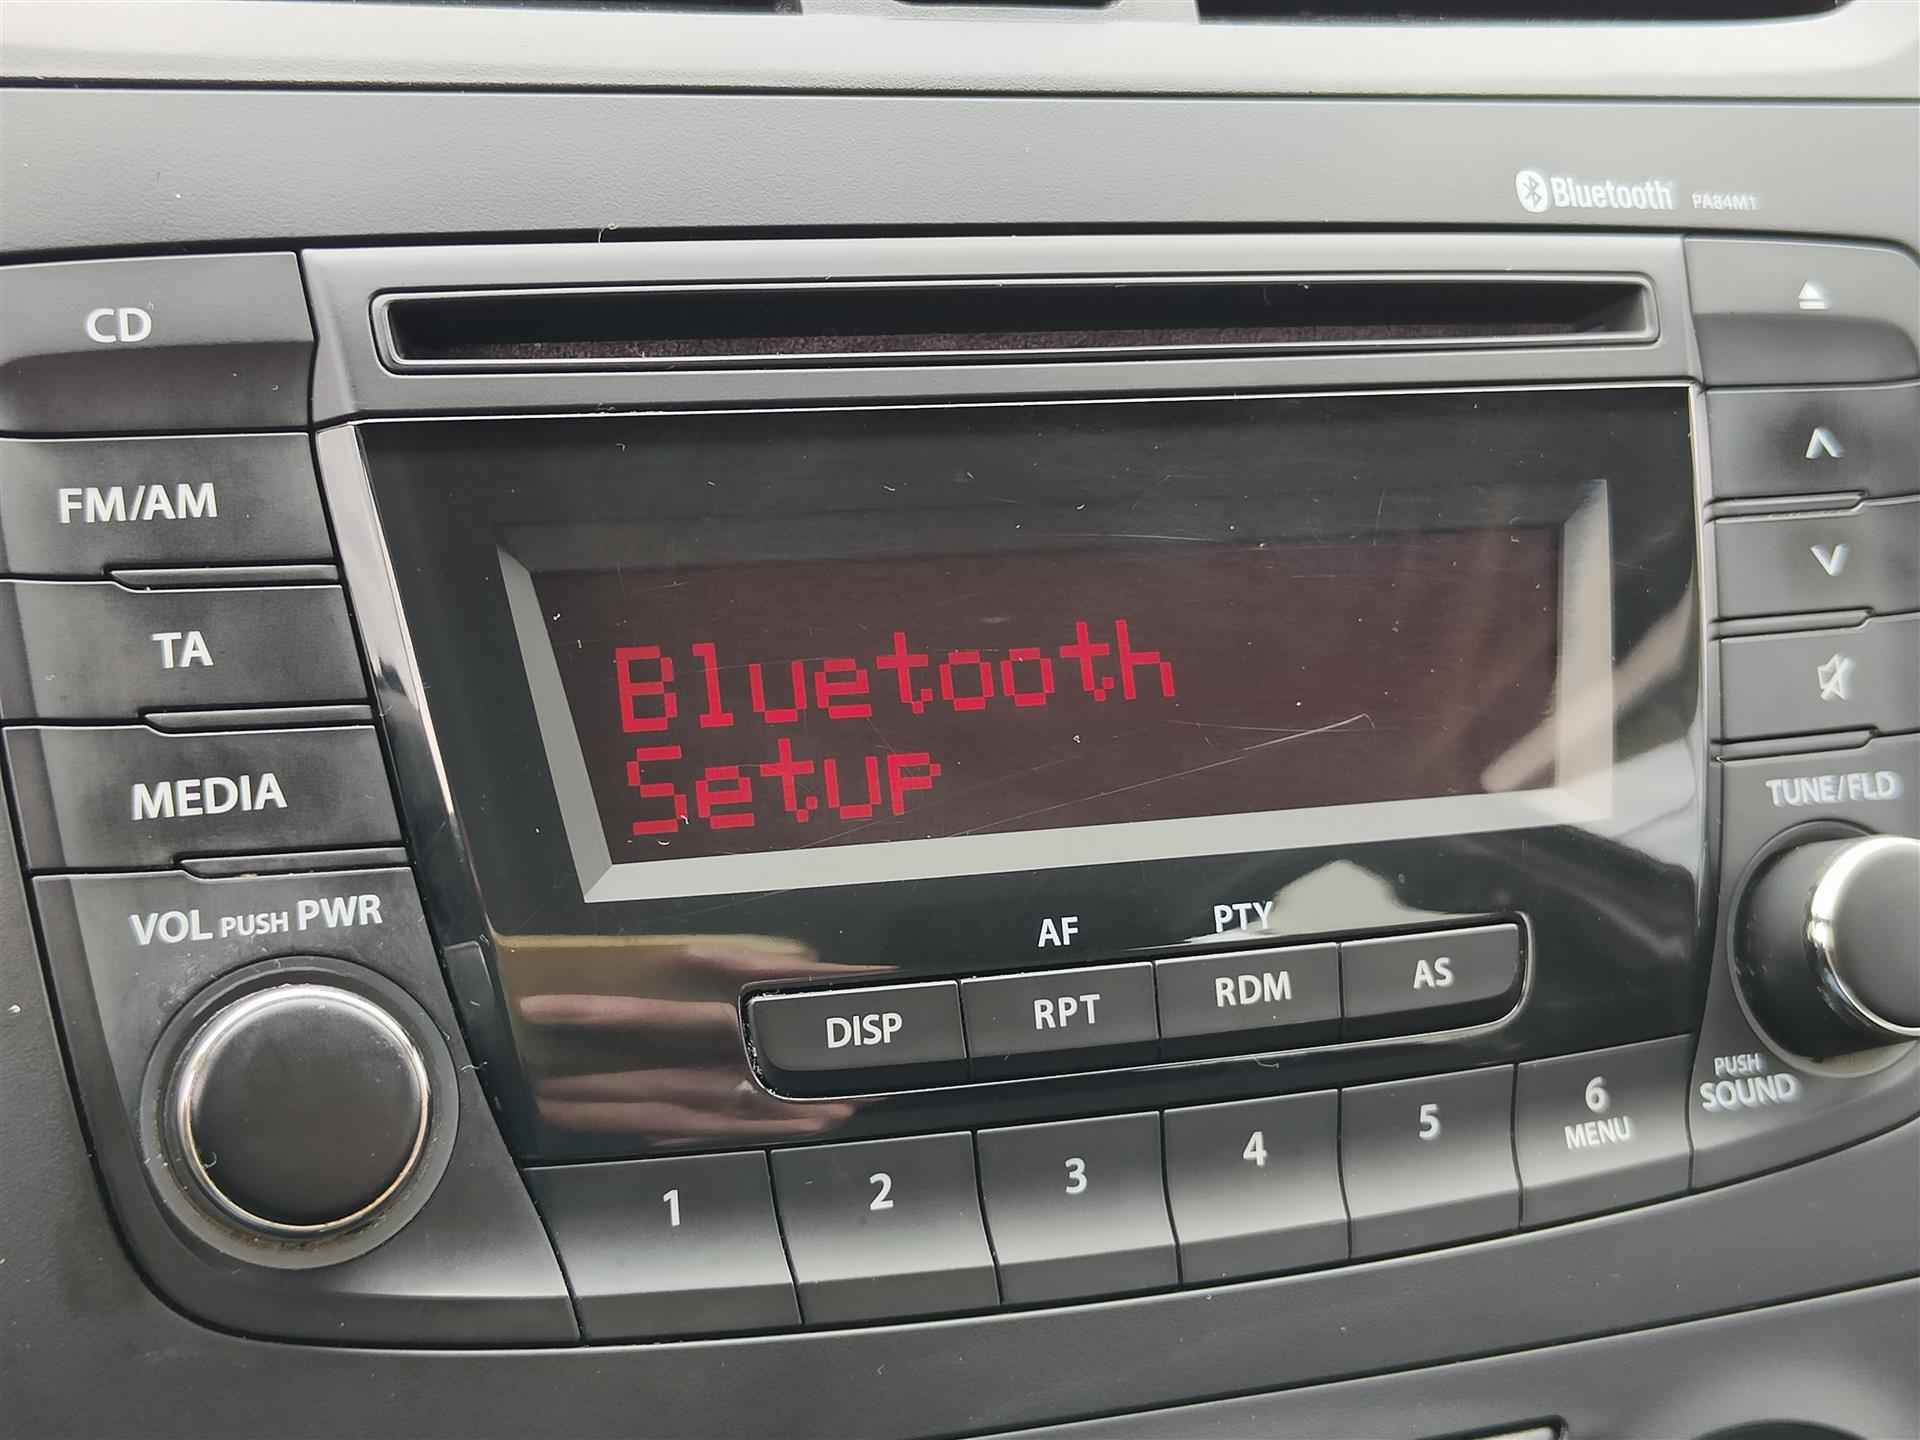 Bluetooth PA84M1
CD
FM/AM
TA
MEDIA
VOL PUSH PWR
Bluetooth
Setup
AF
PTY
DISP
RPT
RDM
AS
1
2
3
4
5
6
MENU
TUNE/FLD
PUSH
SOUND